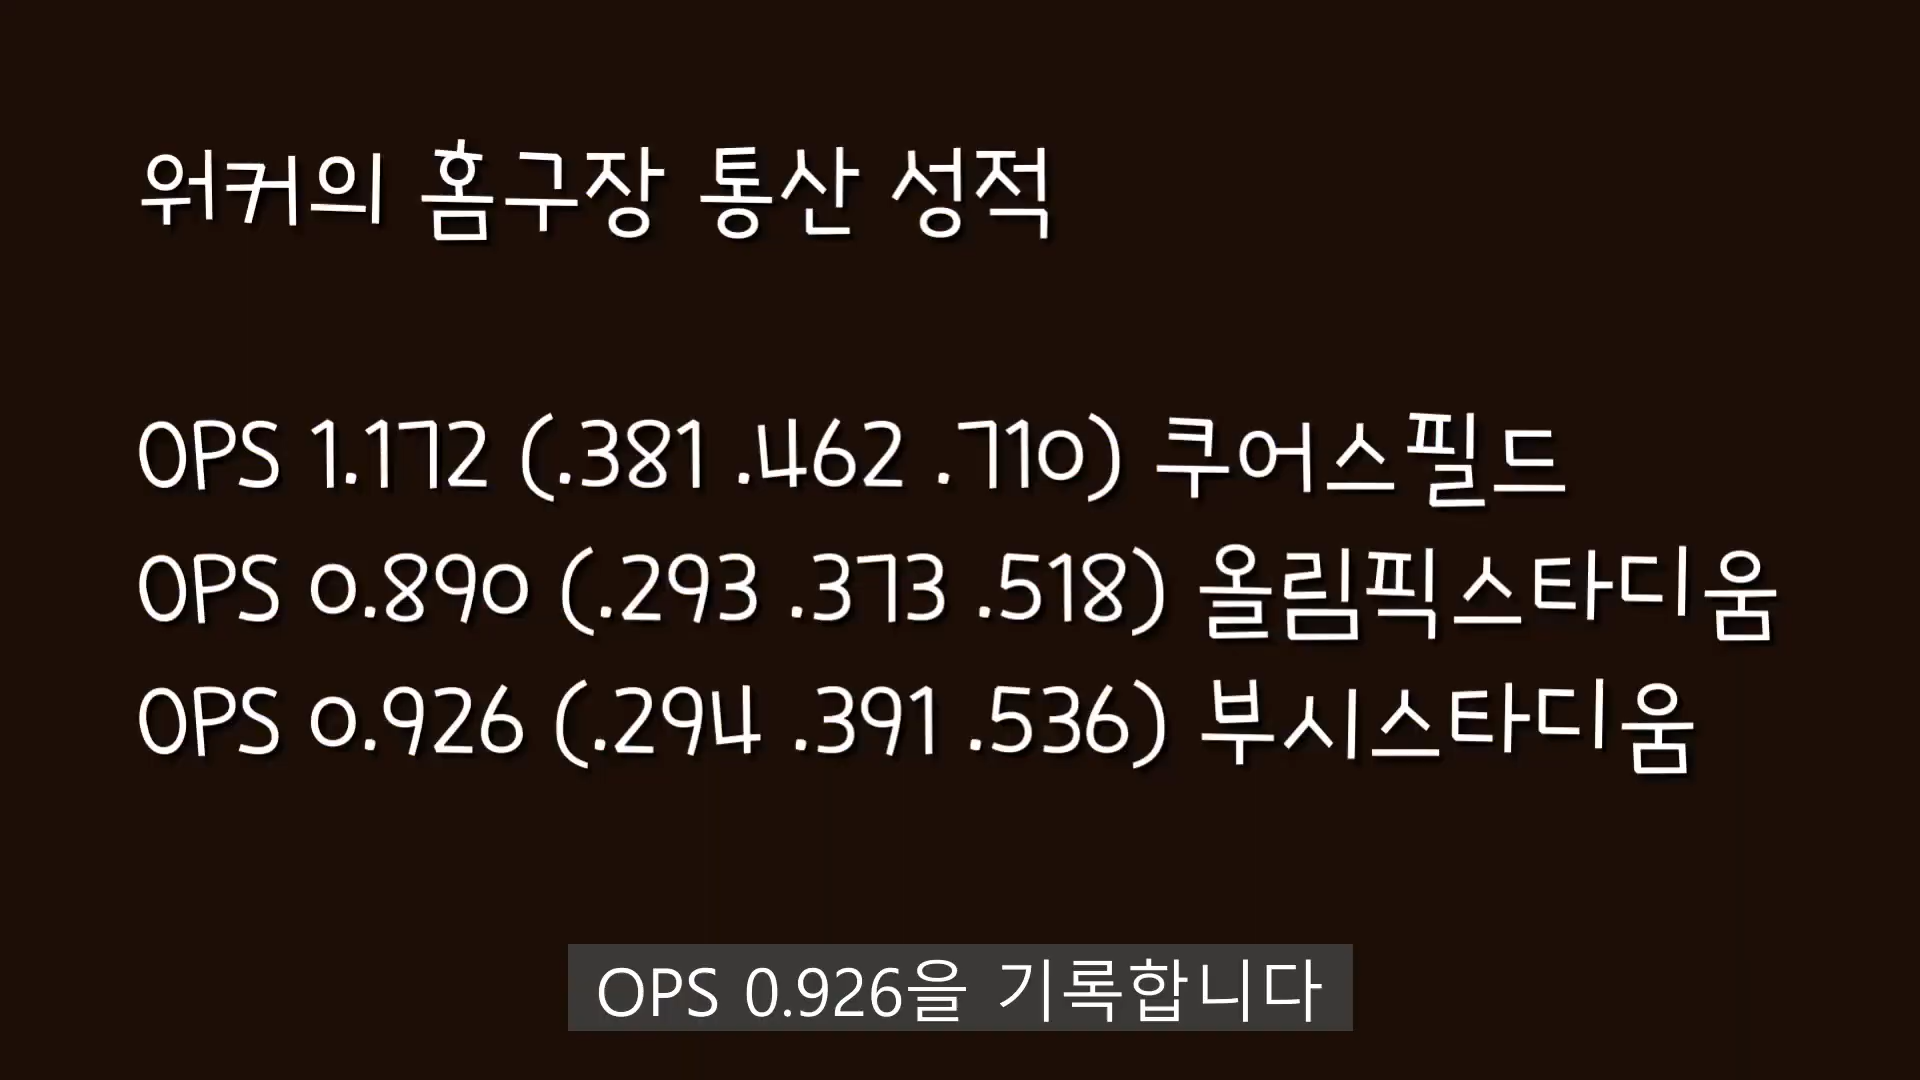 워커의 홈구장 통산 성적
OPS 1.172 (.381 .462 .710) 쿠어스필드
OPS 0.890 (.293 .373 .518) 올림픽스타디움
OPS 0.926 (.294 .391 .536) 부시스타디움
OPS 0.926을 기록합니다